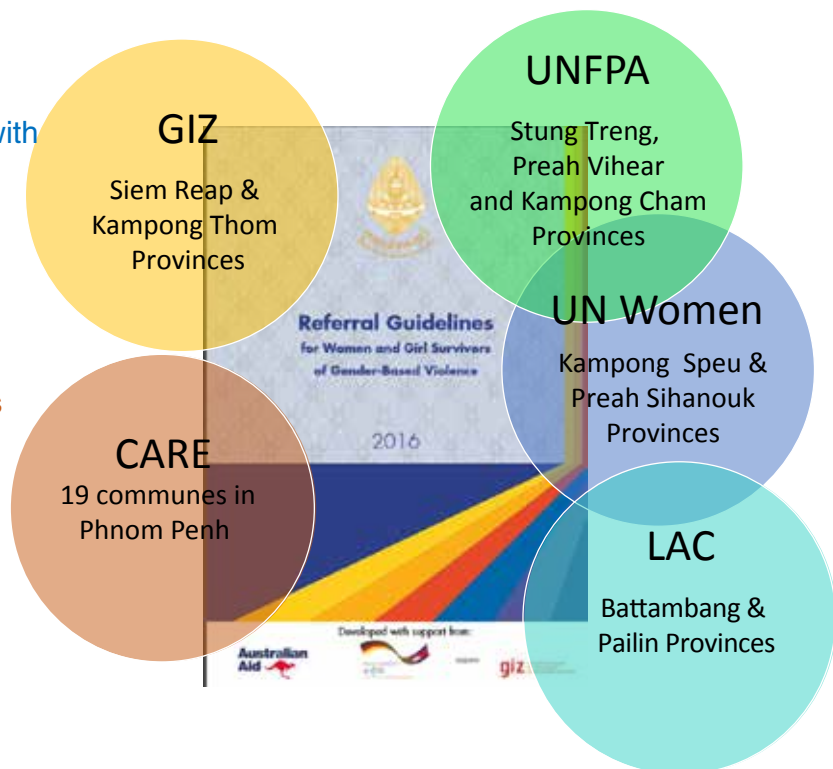 with
s
GIZ
Siem Reap &
Kampong Thom
Provinces
UNFPA
Stung Treng,
Preah Vihear
and Kampong Cham
Provinces
UN Women
Kampong Speu &
Preah Sihanouk
Provinces
CARE
19 communes in
Phnom Penh
LAC
Battambang &
Pailin Provinces
Referral Guidelines
for Women and Girl Survivors
of Gender-Based Violence
2016
Developed with support from:
Australian
Aid
giz